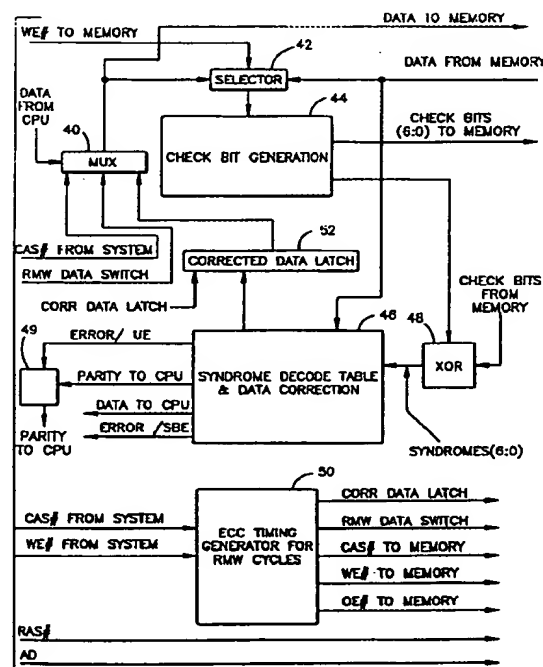 DATA TO MEMORY
WE# TO MEMORY
42
SELECTOR
DATA FROM MEMORY
DATA
FROM
CPU
44
40
MUX
CHECK BIT GENERATION
CHECK BITS
(6:0) TO MEMORY
52
CAS# FROM SYSTEM
CORRECTED DATA LATCH
RMW DATA SWITCH
CORR DATA LATCH
CHECK BITS
FROM
MEMORY
46
48
ERROR/ UE
49
XOR
PARITY TO CPU
SYNDROME DECODE TABLE
& DATA CORRECTION
DATA TO CPU
PARITY
TO CPU
ERROR /SBE
SYNDROMES(6:0)
50
CORR DATA LATCH
CAS# FROM SYSTEM
RMW DATA SWITCH
ECC TIMING
GENERATOR FOR
RMW CYCLES
WE# FROM SYSTEM
CAS# TO MEMORY
WE# TO MEMORY
OE# TO MEMORY
RAS#
AD